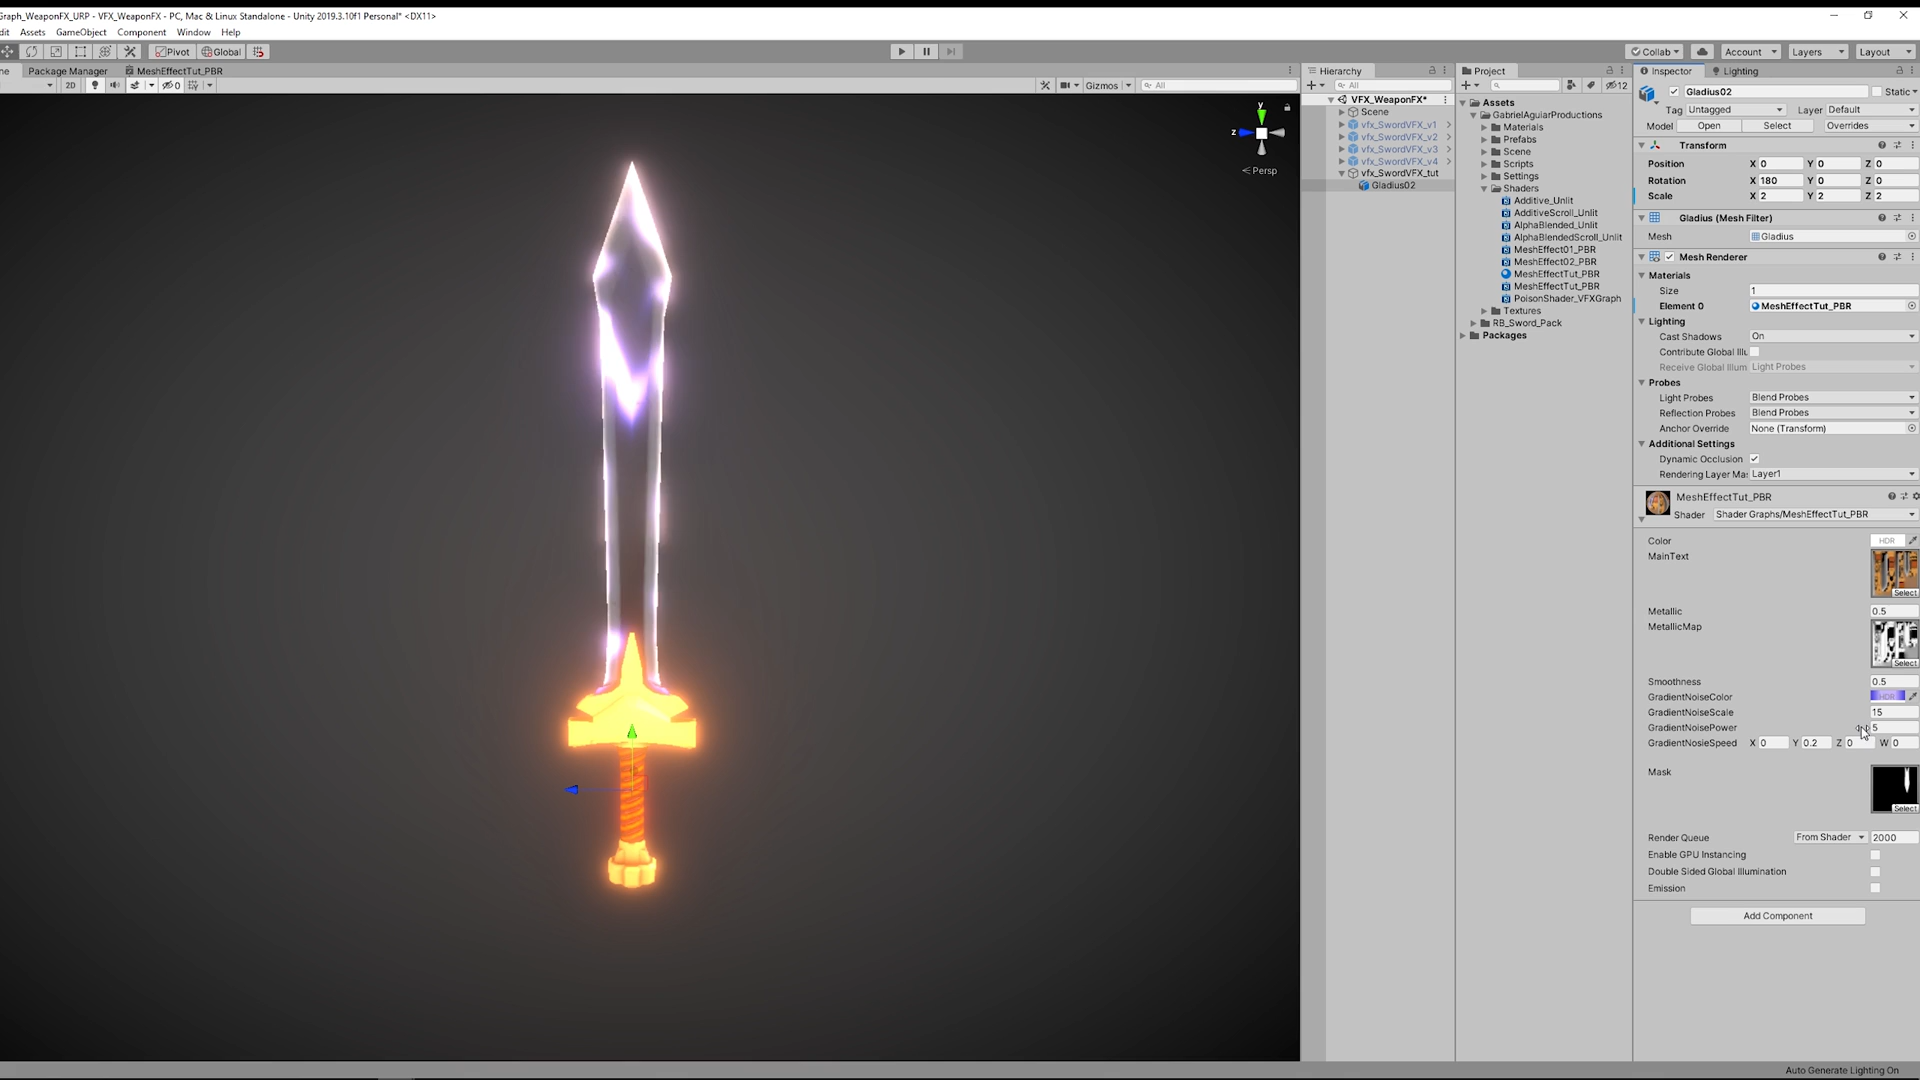 Graph_WeaponFX_URP - VFX_WeaponFX - PC, Mac & Linux Standalone - Unity 2019.3.10f1 Personal* <DX11>
dit Assets GameObject Component Window Help
Pivot Global Collab Account Layers Layout
ne Package Manager MeshEffectTut_PBR
2D 0 Gizmos All
y
z
Persp
Hierarchy
All
VFX_WeaponFX*
Scene
vfx_SwordVFX_v1
vfx_SwordVFX_v2
vfx_SwordVFX_v3
vfx_SwordVFX_v4
vfx_SwordVFX_tut
Gladius02
Project
12
Assets
GabrielAguiarProductions
Materials
Prefabs
Scene
Scripts
Settings
Shaders
Additive_Unlit
AdditiveScroll_Unlit
AlphaBlended_Unlit
AlphaBlendedScroll_Unlit
MeshEffect01_PBR
MeshEffect02_PBR
MeshEffectTut_PBR
MeshEffectTut_PBR
PoisonShader_VFXGraph
Textures
RB_Sword_Pack
Packages
Inspector Lighting
Gladius02 Static
Tag Untagged Layer Default
Model Open Select Overrides
Transform
Position X 0 Y 0 Z 0
Rotation X 180 Y 0 Z 0
Scale X 2 Y 2 Z 2
Gladius (Mesh Filter)
Mesh Gladius
Mesh Renderer
Materials
Size 1
Element 0 MeshEffectTut_PBR
Lighting
Cast Shadows On
Contribute Global Illu
Receive Global Illum Light Probes
Probes
Light Probes Blend Probes
Reflection Probes Blend Probes
Anchor Override None (Transform)
Additional Settings
Dynamic Occlusion
Rendering Layer Mas Layer1
MeshEffectTut_PBR
Shader Shader Graphs/MeshEffectTut_PBR
Color HDR
MainText
Select
Metallic 0.5
MetallicMap
Select
Smoothness 0.5
GradientNoiseColor HDR
GradientNoiseScale 15
GradientNoisePower 5
GradientNosieSpeed X 0 Y 0.2 Z 0 W 0
Mask
Select
Render Queue From Shader 2000
Enable GPU Instancing
Double Sided Global Illumination
Emission
Add Component
Auto Generate Lighting On